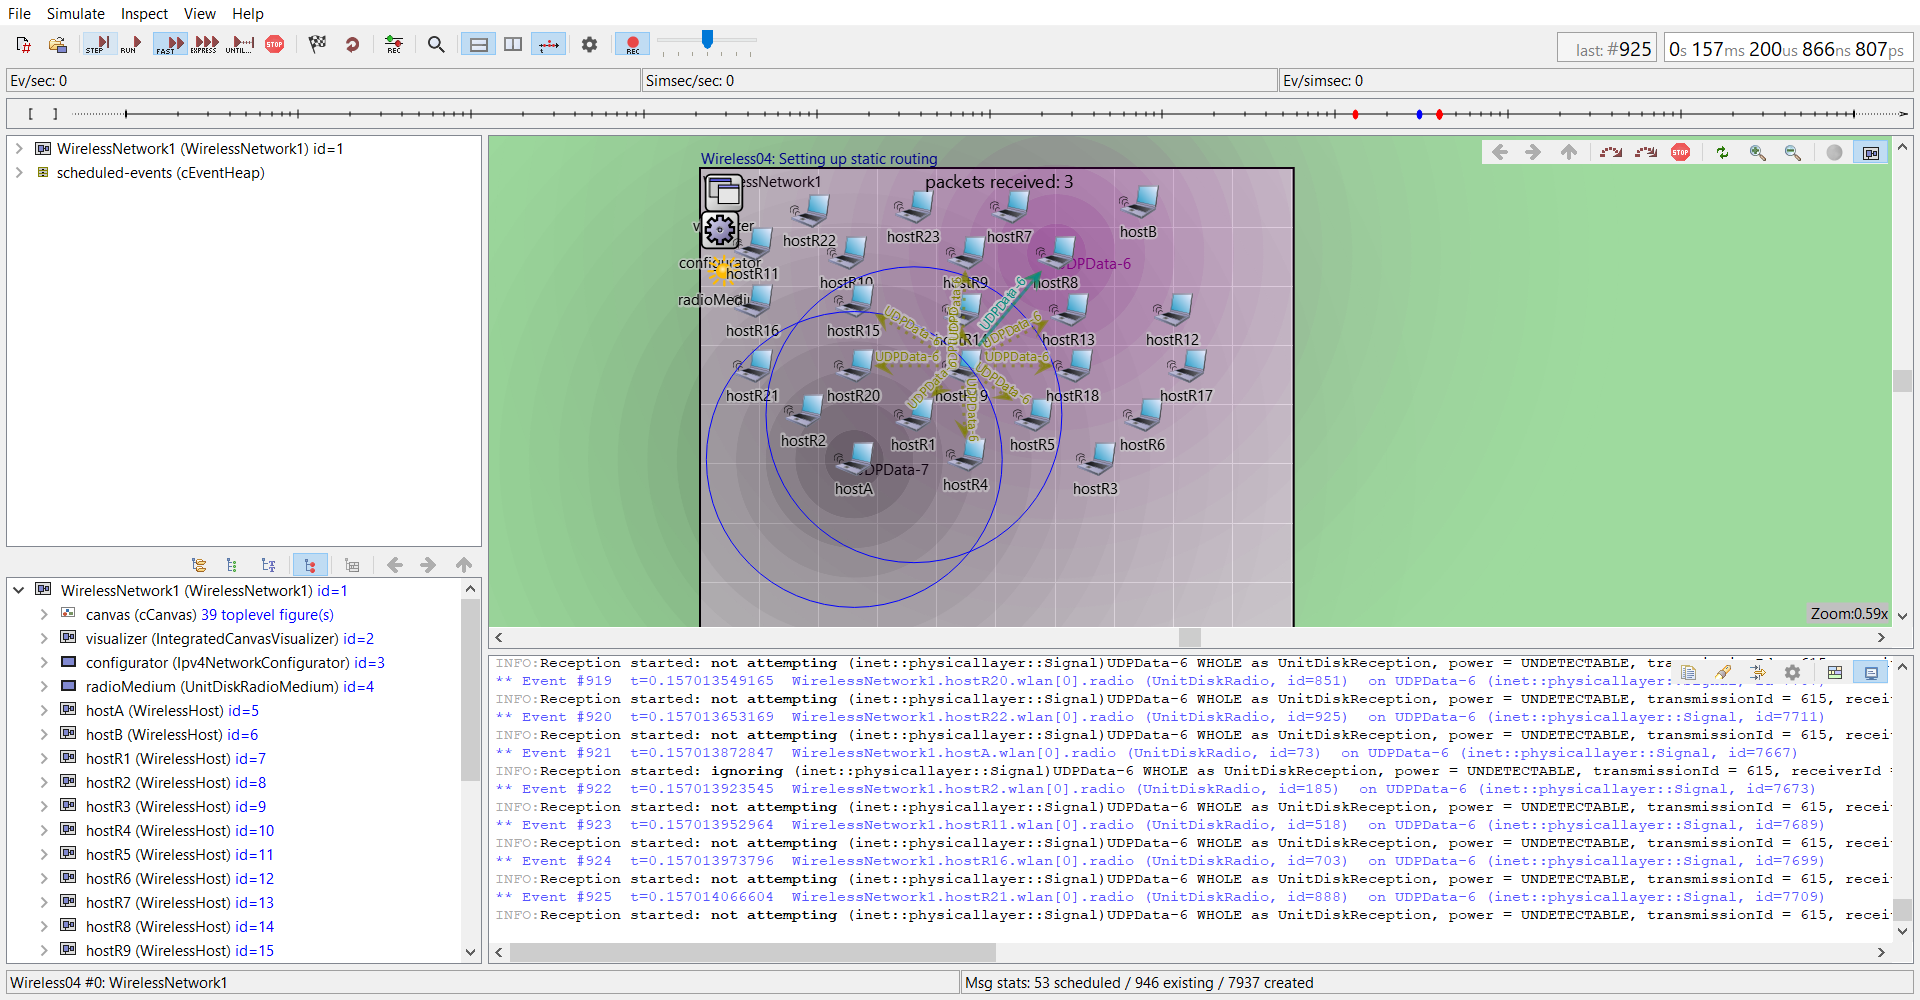 File Simulate Inspect View Help
STEP RUN FAST EXPRESS UNTIL... STOP REC REC
last: #925 0s 157ms 200us 866ns 807ps
Ev/sec: 0 Simsec/sec: 0 Ev/simsec: 0
[ ]
WirelessNetwork1 (WirelessNetwork1) id=1
scheduled-events (cEventHeap)
WirelessNetwork1 (WirelessNetwork1) id=1
canvas (cCanvas) 39 toplevel figure(s)
visualizer (IntegratedCanvasVisualizer) id=2
configurator (Ipv4NetworkConfigurator) id=3
radioMedium (UnitDiskRadioMedium) id=4
hostA (WirelessHost) id=5
hostB (WirelessHost) id=6
hostR1 (WirelessHost) id=7
hostR2 (WirelessHost) id=8
hostR3 (WirelessHost) id=9
hostR4 (WirelessHost) id=10
hostR5 (WirelessHost) id=11
hostR6 (WirelessHost) id=12
hostR7 (WirelessHost) id=13
hostR8 (WirelessHost) id=14
hostR9 (WirelessHost) id=15
Wireless04: Setting up static routing
STOP
packets received: 3
hostR22 hostR23 hostR7 hostB
configurator hostR11 hostR10 hostR9 hostR8 UDPData-6
UDPData-6
hostR16 hostR15 UDPData-6 UDPData-6 hostR13 hostR12
UDPData-6 UDPData-6
hostR21 hostR20 UDPData-6 UDPData-6 UDPData-6 hostR18 hostR17
hostR2 hostR1 hostR5 hostR6
UDPData-7
hostA hostR4 hostR3
Zoom:0.59x
INFO:Reception started: not attempting (inet::physicallayer::Signal)UDPData-6 WHOLE as UnitDiskReception, power = UNDETECTABLE, transmissionId = 615,
** Event #919 t=0.157013549165 WirelessNetwork1.hostR20.wlan[0].radio (UnitDiskRadio, id=851) on UDPData-6 (inet::physicallayer::Signal,
INFO:Reception started: not attempting (inet::physicallayer::Signal)UDPData-6 WHOLE as UnitDiskReception, power = UNDETECTABLE, transmissionId = 615, recei
** Event #920 t=0.157013653169 WirelessNetwork1.hostR22.wlan[0].radio (UnitDiskRadio, id=925) on UDPData-6 (inet::physicallayer::Signal, id=7711)
INFO:Reception started: not attempting (inet::physicallayer::Signal)UDPData-6 WHOLE as UnitDiskReception, power = UNDETECTABLE, transmissionId = 615, recei
** Event #921 t=0.157013872847 WirelessNetwork1.hostA.wlan[0].radio (UnitDiskRadio, id=73) on UDPData-6 (inet::physicallayer::Signal, id=7667)
INFO:Reception started: ignoring (inet::physicallayer::Signal)UDPData-6 WHOLE as UnitDiskReception, power = UNDETECTABLE, transmissionId = 615, receiverId =
** Event #922 t=0.157013923545 WirelessNetwork1.hostR2.wlan[0].radio (UnitDiskRadio, id=185) on UDPData-6 (inet::physicallayer::Signal, id=7673)
INFO:Reception started: not attempting (inet::physicallayer::Signal)UDPData-6 WHOLE as UnitDiskReception, power = UNDETECTABLE, transmissionId = 615, recei
** Event #923 t=0.157013952964 WirelessNetwork1.hostR11.wlan[0].radio (UnitDiskRadio, id=518) on UDPData-6 (inet::physicallayer::Signal, id=7689)
INFO:Reception started: not attempting (inet::physicallayer::Signal)UDPData-6 WHOLE as UnitDiskReception, power = UNDETECTABLE, transmissionId = 615, recei
** Event #924 t=0.157013973796 WirelessNetwork1.hostR16.wlan[0].radio (UnitDiskRadio, id=703) on UDPData-6 (inet::physicallayer::Signal, id=7699)
INFO:Reception started: not attempting (inet::physicallayer::Signal)UDPData-6 WHOLE as UnitDiskReception, power = UNDETECTABLE, transmissionId = 615, recei
** Event #925 t=0.157014066604 WirelessNetwork1.hostR21.wlan[0].radio (UnitDiskRadio, id=888) on UDPData-6 (inet::physicallayer::Signal, id=7709)
INFO:Reception started: not attempting (inet::physicallayer::Signal)UDPData-6 WHOLE as UnitDiskReception, power = UNDETECTABLE, transmissionId = 615, recei
Wireless04 #0: WirelessNetwork1 Msg stats: 53 scheduled / 946 existing / 7937 created